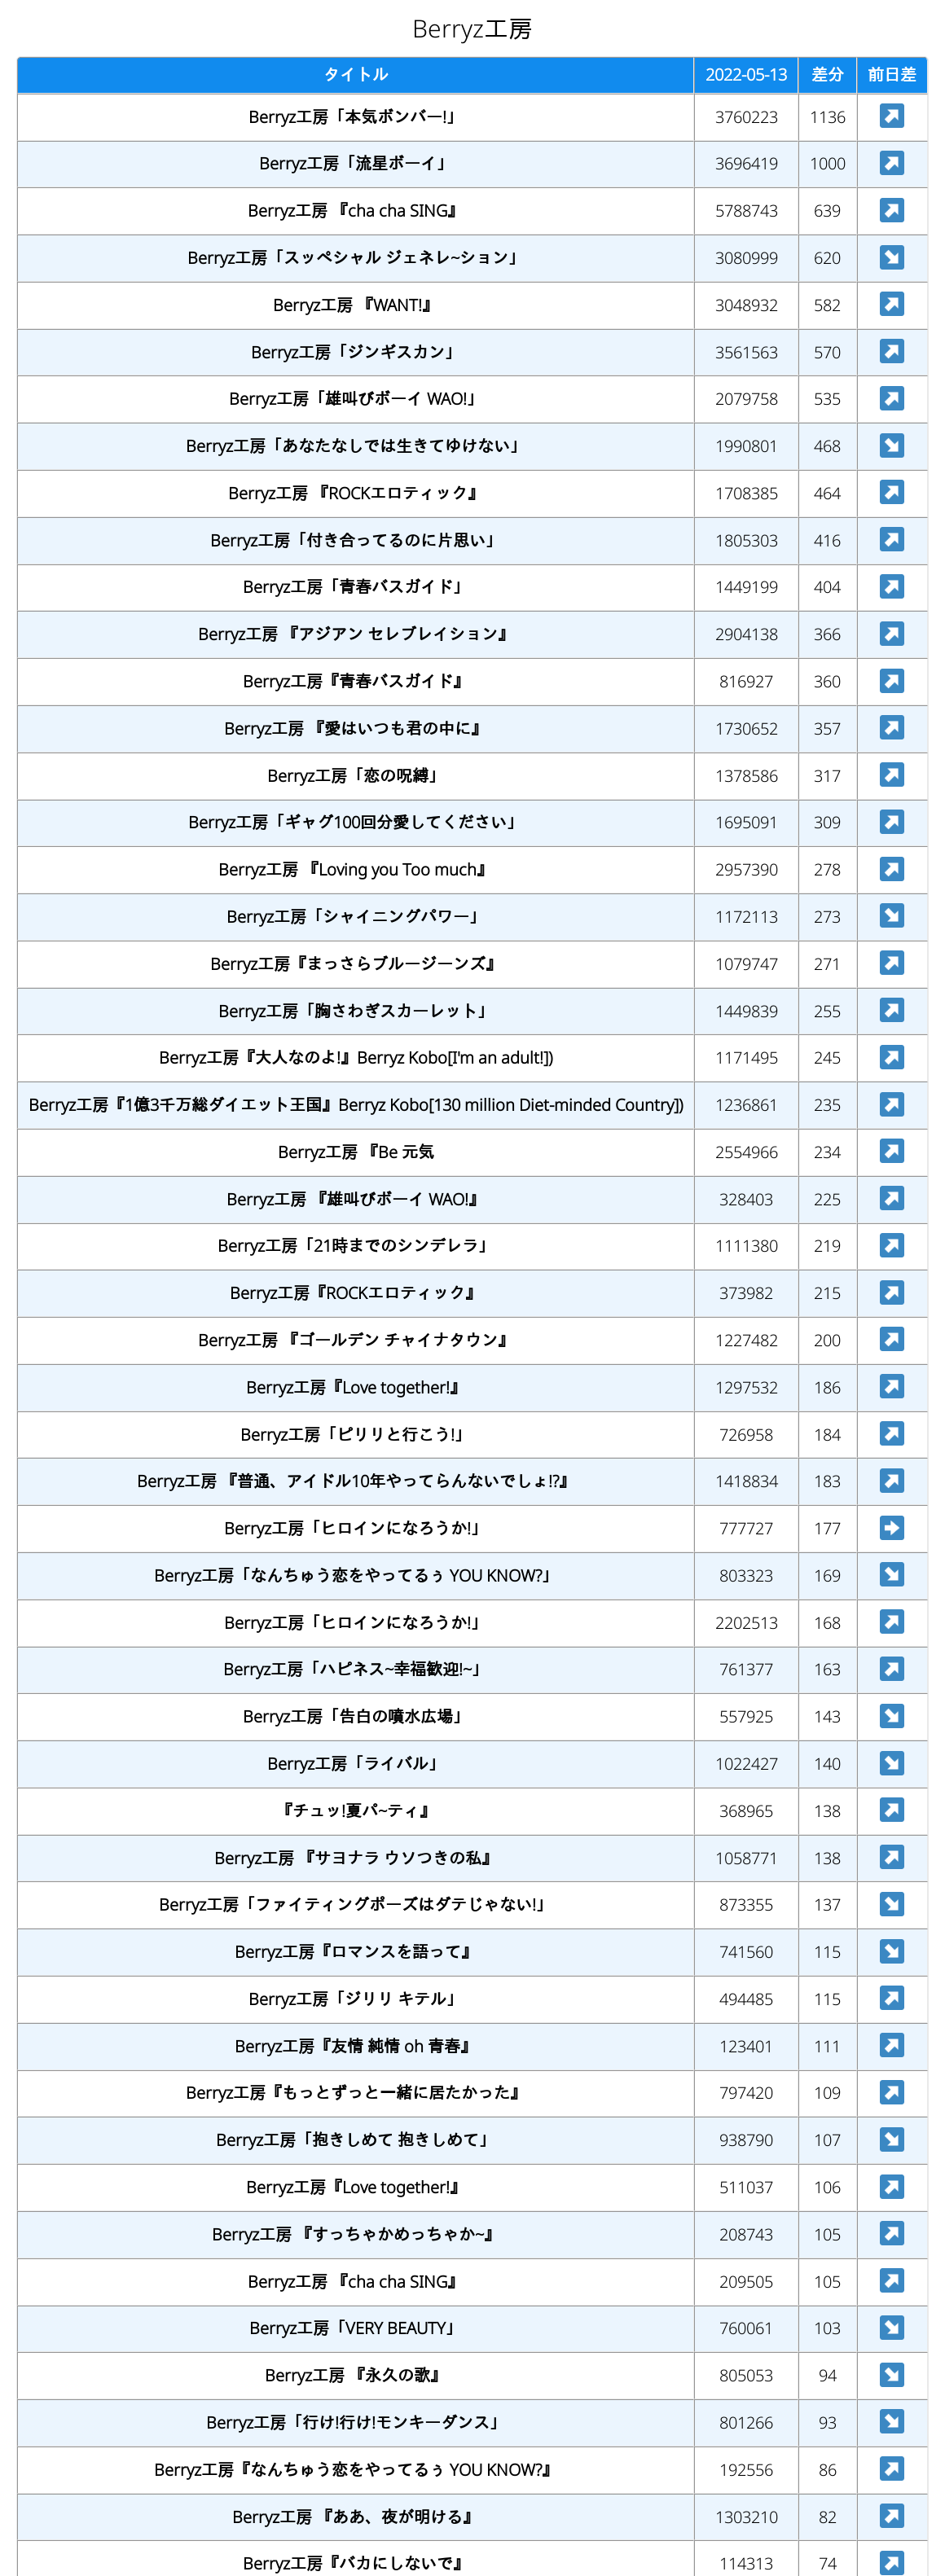 Berryz工房
タイトル 2022-05-13 差分 前日差
Berryz工房「本気ボンバー!」 3760223 1136
Berryz工房「流星ボーイ」 3696419 1000
Berryz工房 『cha cha SING』 5788743 639
Berryz工房「スッペシャル ジェネレ~ション」 3080999 620
Berryz工房 『WANT!』 3048932 582
Berryz工房「ジンギスカン」 3561563 570
Berryz工房「雄叫びボーイ WAO!」 2079758 535
Berryz工房「あなたなしでは生きてゆけない」 1990801 468
Berryz工房 『ROCKエロティック』 1708385 464
Berryz工房「付き合ってるのに片思い」 1805303 416
Berryz工房「青春バスガイド」 1449199 404
Berryz工房 『アジアン セレブレイション』 2904138 366
Berryz工房『青春バスガイド』 816927 360
Berryz工房 『愛はいつも君の中に』 1730652 357
Berryz工房「恋の呪縛」 1378586 317
Berryz工房「ギャグ100回分愛してください」 1695091 309
Berryz工房 『Loving you Too much』 2957390 278
Berryz工房「シャイニングパワー」 1172113 273
Berryz工房『まっさらブルージーンズ』 1079747 271
Berryz工房「胸さわぎスカーレット」 1449839 255
Berryz工房『大人なのよ!』Berryz Kobo[I'm an adult!]) 1171495 245
Berryz工房『1億3千万総ダイエット王国』Berryz Kobo[130 million Diet-minded Country]) 1236861 235
Berryz工房 『Be 元気 2554966 234
Berryz工房 『雄叫びボーイ WAO!』 328403 225
Berryz工房「21時までのシンデレラ」 1111380 219
Berryz工房『ROCKエロティック』 373982 215
Berryz工房 『ゴールデン チャイナタウン』 1227482 200
Berryz工房『Love together!』 1297532 186
Berryz工房「ピリリと行こう!」 726958 184
Berryz工房 『普通、アイドル10年やってらんないでしょ!?』 1418834 183
Berryz工房「ヒロインになろうか!」 777727 177
Berryz工房「なんちゅう恋をやってるぅ YOU KNOW?」 803323 169
Berryz工房「ヒロインになろうか!」 2202513 168
Berryz工房「ハピネス~幸福歓迎!~」 761377 163
Berryz工房「告白の噴水広場」 557925 143
Berryz工房「ライバル」 1022427 140
『チュッ!夏パ~ティ』 368965 138
Berryz工房 『サヨナラ ウソつきの私』 1058771 138
Berryz工房「ファイティングポーズはダテじゃない!」 873355 137
Berryz工房『ロマンスを語って』 741560 115
Berryz工房「ジリリ キテル」 494485 115
Berryz工房『友情 純情 oh 青春』 123401 111
Berryz工房『もっとずっと一緒に居たかった』 797420 109
Berryz工房「抱きしめて 抱きしめて」 938790 107
Berryz工房『Love together!』 511037 106
Berryz工房 『すっちゃかめっちゃか~』 208743 105
Berryz工房 『cha cha SING』 209505 105
Berryz工房「VERY BEAUTY」 760061 103
Berryz工房 『永久の歌』 805053 94
Berryz工房「行け!行け!モンキーダンス」 801266 93
Berryz工房『なんちゅう恋をやってるぅ YOU KNOW?』 192556 86
Berryz工房 『ああ、夜が明ける』 1303210 82
Berryz工房『バカにしないで』 114313 74